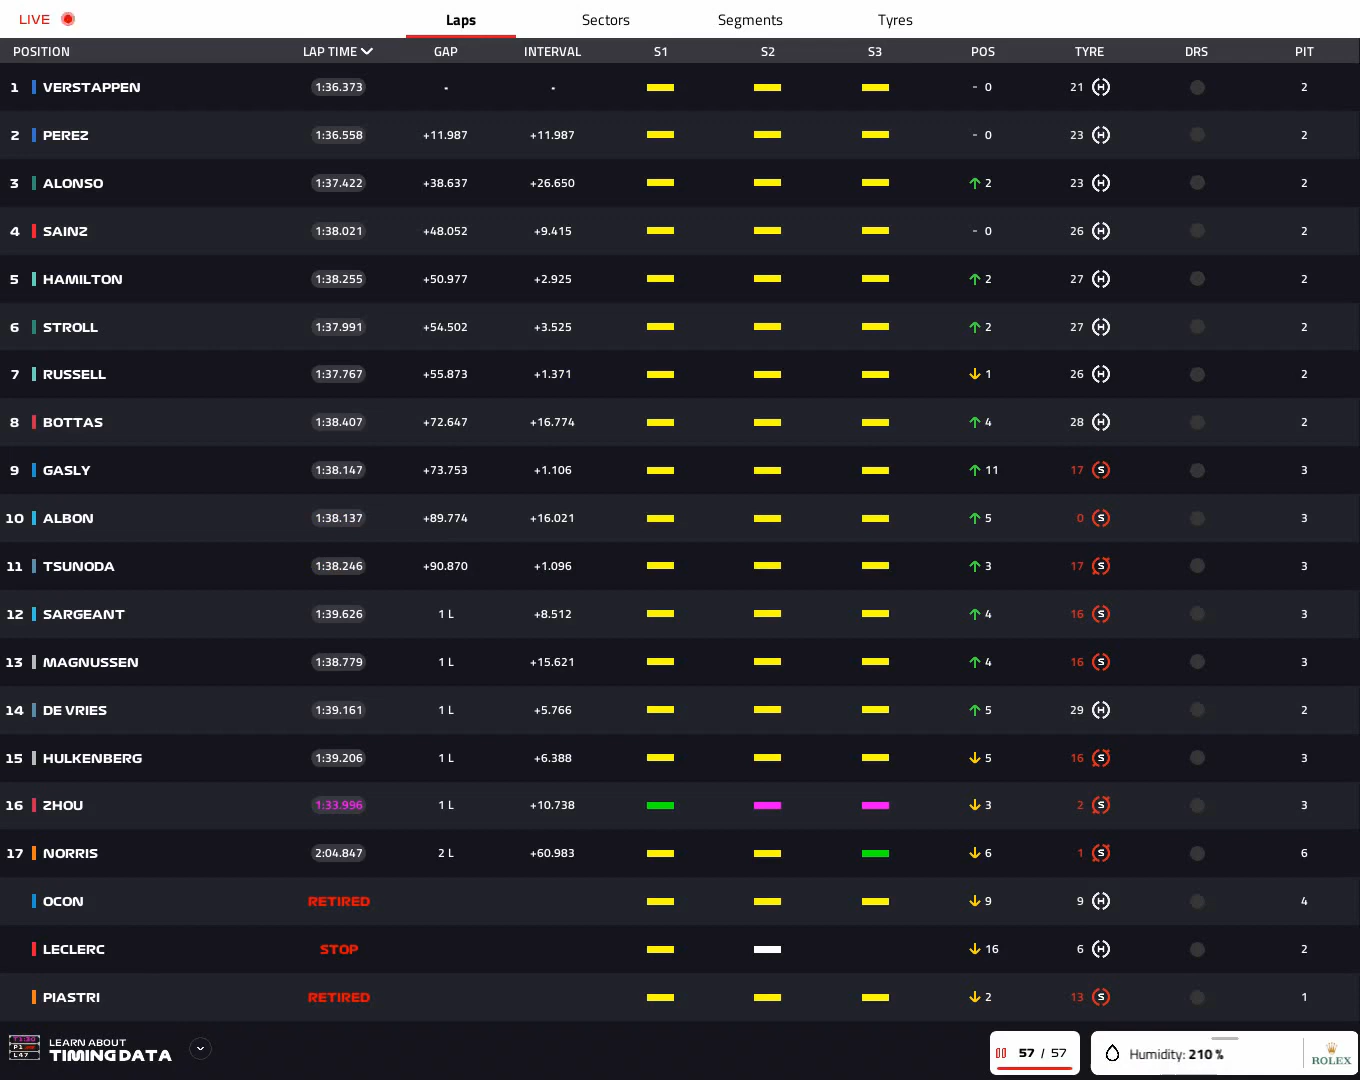 LIVE Laps Sectors Segments Tyres
POSITION LAP TIME GAP INTERVAL S1 S2 S3 POS TYRE DRS PIT
1 VERSTAPPEN 1:36.373 - - - 0 21 H 2
2 PEREZ 1:36.558 +11.987 +11.987 - 0 23 H 2
3 ALONSO 1:37.422 +38.637 +26.650 2 23 H 2
4 SAINZ 1:38.021 +48.052 +9.415 - 0 26 H 2
5 HAMILTON 1:38.255 +50.977 +2.925 2 27 H 2
6 STROLL 1:37.991 +54.502 +3.525 2 27 H 2
7 RUSSELL 1:37.767 +55.873 +1.371 1 26 H 2
8 BOTTAS 1:38.407 +72.647 +16.774 4 28 H 2
9 GASLY 1:38.147 +73.753 +1.106 11 17 S 3
10 ALBON 1:38.137 +89.774 +16.021 5 0 S 3
11 TSUNODA 1:38.246 +90.870 +1.096 3 17 S 3
12 SARGEANT 1:39.626 1 L +8.512 4 16 S 3
13 MAGNUSSEN 1:38.779 1 L +15.621 4 16 S 3
14 DE VRIES 1:39.161 1 L +5.766 5 29 H 2
15 HULKENBERG 1:39.206 1 L +6.388 5 16 S 3
16 ZHOU 1:33.996 1 L +10.738 3 2 S 3
17 NORRIS 2:04.847 2 L +60.983 6 1 S 6
OCON RETIRED 9 9 H 4
LECLERC STOP 16 6 H 2
PIASTRI RETIRED 2 13 S 1
P1
L47
LEARN ABOUT
TIMING DATA
57 / 57
Humidity: 210 %
ROLEX